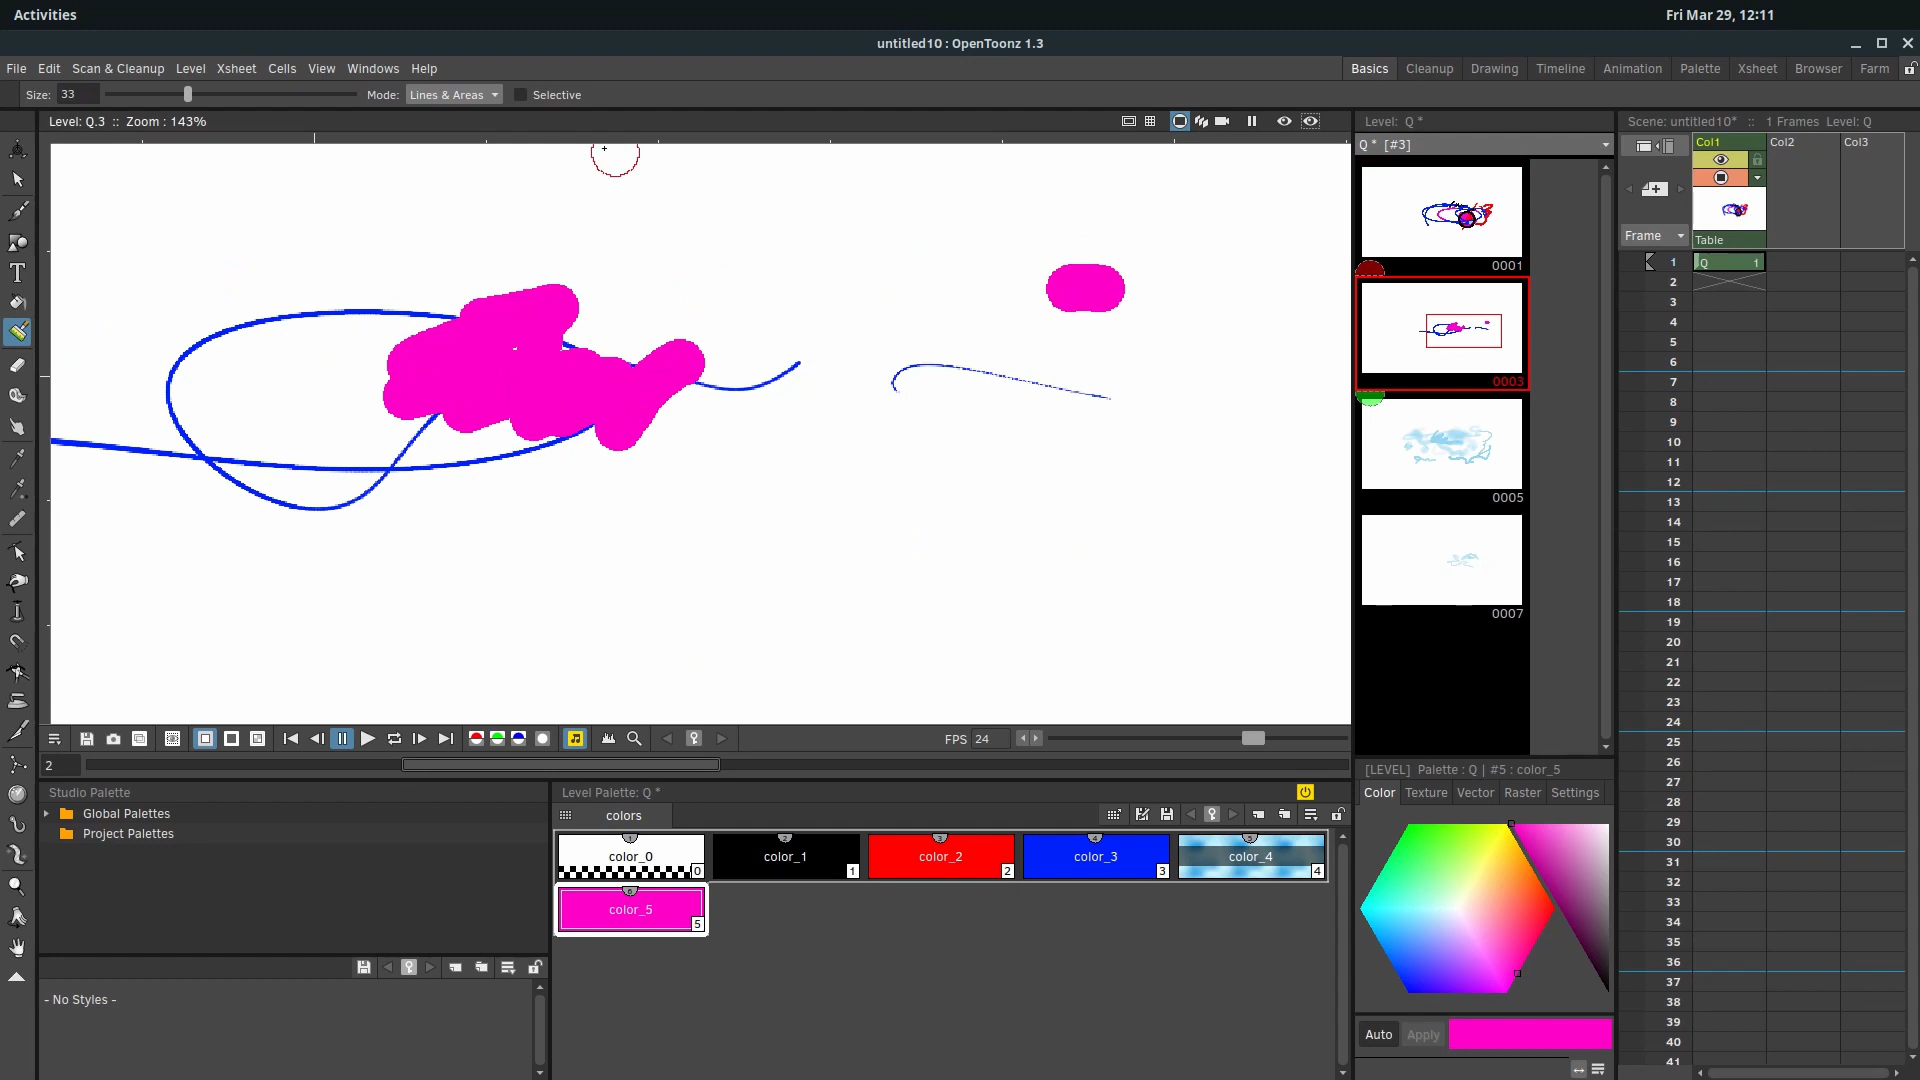 Activities
Fri Mar 29, 12:11
untitled10 : OpenToonz 1.3
File Edit Scan & Cleanup Level Xsheet Cells View Windows Help
Basics Cleanup Drawing Timeline Animation Palette Xsheet Browser Farm
Size: 33 Mode: Lines & Areas Selective
Level: Q.3 :: Zoom : 143%
Level: Q *
Q * [#3]
0001
0003
0005
0007
Scene: untitled10* :: 1 Frames Level: Q
Col1 Col2 Col3
Frame
Table
1 Q 1
2
3
4
5
6
7
8
9
10
11
12
13
14
15
16
17
18
19
20
21
22
23
24
25
26
27
28
29
30
31
32
33
34
35
36
37
38
39
40
41
FPS 24
2
Studio Palette
Global Palettes
Project Palettes
- No Styles -
Level Palette: Q *
colors
1 2 3 4 5
color_0 color_1 color_2 color_3 color_4
0 1 2 3 4
6
color_5
5
[LEVEL] Palette : Q | #5 : color_5
Color Texture Vector Raster Settings
Auto Apply